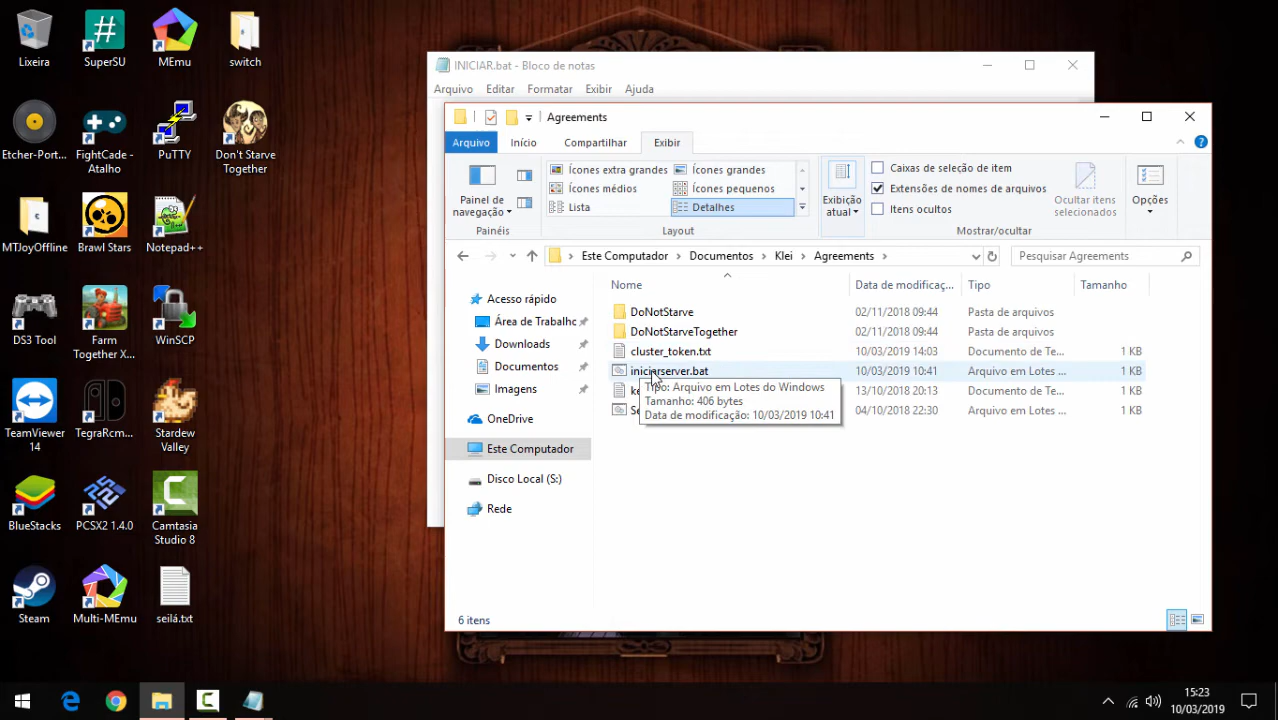 Lixeira
SuperSU
MEmu
switch
Etcher-Port...
FightCade -
Atalho
PuTTY
Don't Starve
Together
MTJoyOffline
Brawl Stars
Notepad++
DS3 Tool
Farm
Together X...
WinSCP
TeamViewer
14
TegraRcm...
Stardew
Valley
BlueStacks
PCSX2 1.4.0
Camtasia
Studio 8
Steam
Multi-MEmu
seilá.txt
INICIAR.bat - Bloco de notas
Arquivo Editar Formatar Exibir Ajuda
Agreements
Arquivo Início Compartilhar Exibir
Painel de
navegação
Painéis
Ícones extra grandes
Ícones grandes
Ícones médios
Ícones pequenos
Lista
Detalhes
Layout
Exibição
atual
Caixas de seleção de item
Extensões de nomes de arquivos
Itens ocultos
Ocultar itens
selecionados
Mostrar/ocultar
Opções
Este Computador Documentos Klei Agreements
Pesquisar Agreements
Acesso rápido
Área de Trabalho
Downloads
Documentos
Imagens
OneDrive
Este Computador
Disco Local (S:)
Rede
Nome Data de modificaç... Tipo Tamanho
DoNotStarve 02/11/2018 09:44 Pasta de arquivos
DoNotStarveTogether 02/11/2018 09:44 Pasta de arquivos
cluster_token.txt 10/03/2019 14:03 Documento de Te... 1 KB
iniciarserver.bat 10/03/2019 10:41 Arquivo em Lotes ... 1 KB
13/10/2018 20:13 Documento de Te... 1 KB
04/10/2018 22:30 Arquivo em Lotes ... 1 KB
Tipo: Arquivo em Lotes do Windows
Tamanho: 406 bytes
Data de modificação: 10/03/2019 10:41
6 itens
15:23
10/03/2019